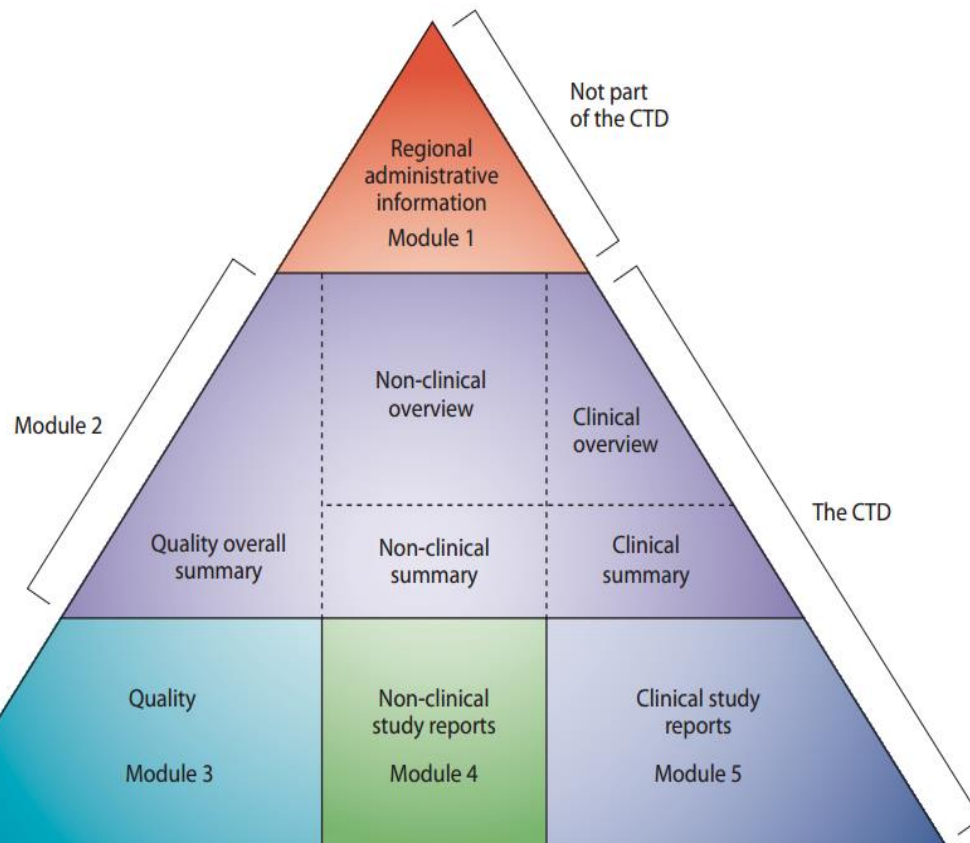 Not part
of the CTD
Regional
administrative
information
Module 1
Module 2
Non-clinical
overview
Clinical
overview
The CTD
Quality overall
summary
Non-clinical
summary
Clinical
summary
Quality
Module 3
Non-clinical
study reports
Module 4
Clinical study
reports
Module 5